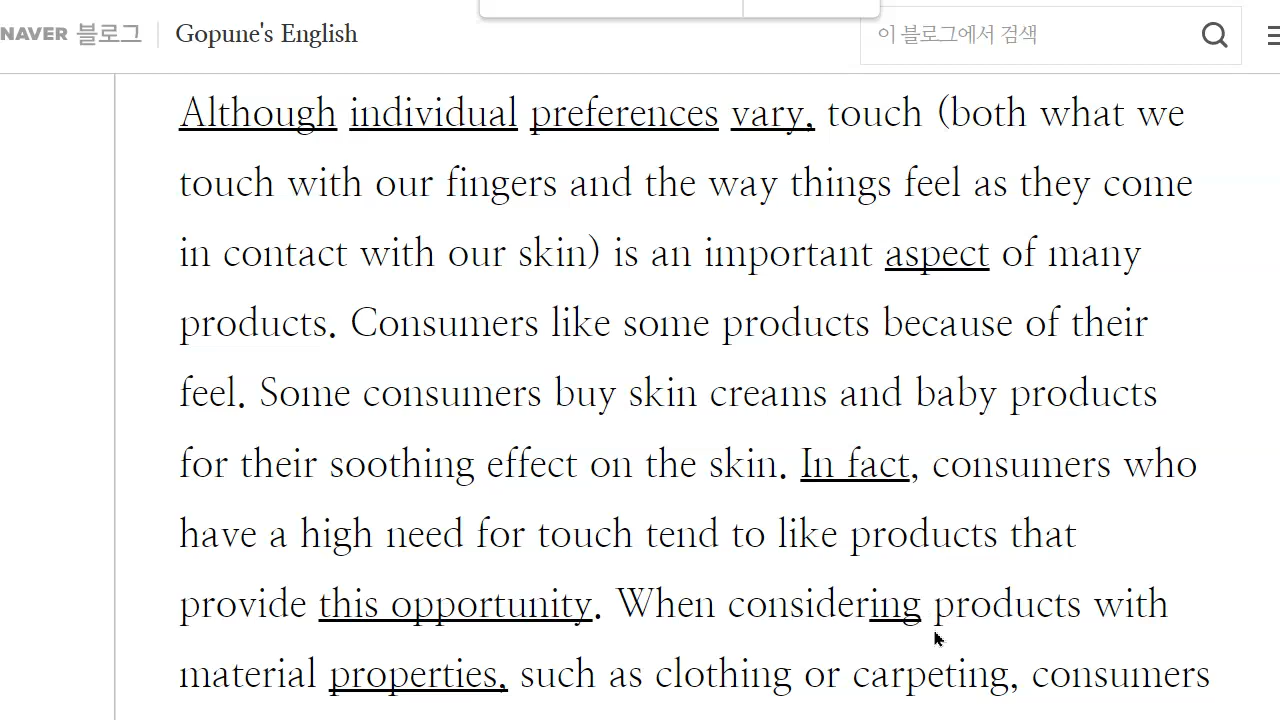 NAVER 블로그 Gopune's English 이 블로그에서 검색
Although individual preferences vary, touch (both what we
touch with our fingers and the way things feel as they come
in contact with our skin) is an important aspect of many
products. Consumers like some products because of their
feel. Some consumers buy skin creams and baby products
for their soothing effect on the skin. In fact, consumers who
have a high need for touch tend to like products that
provide this opportunity. When considering products with
material properties, such as clothing or carpeting, consumers